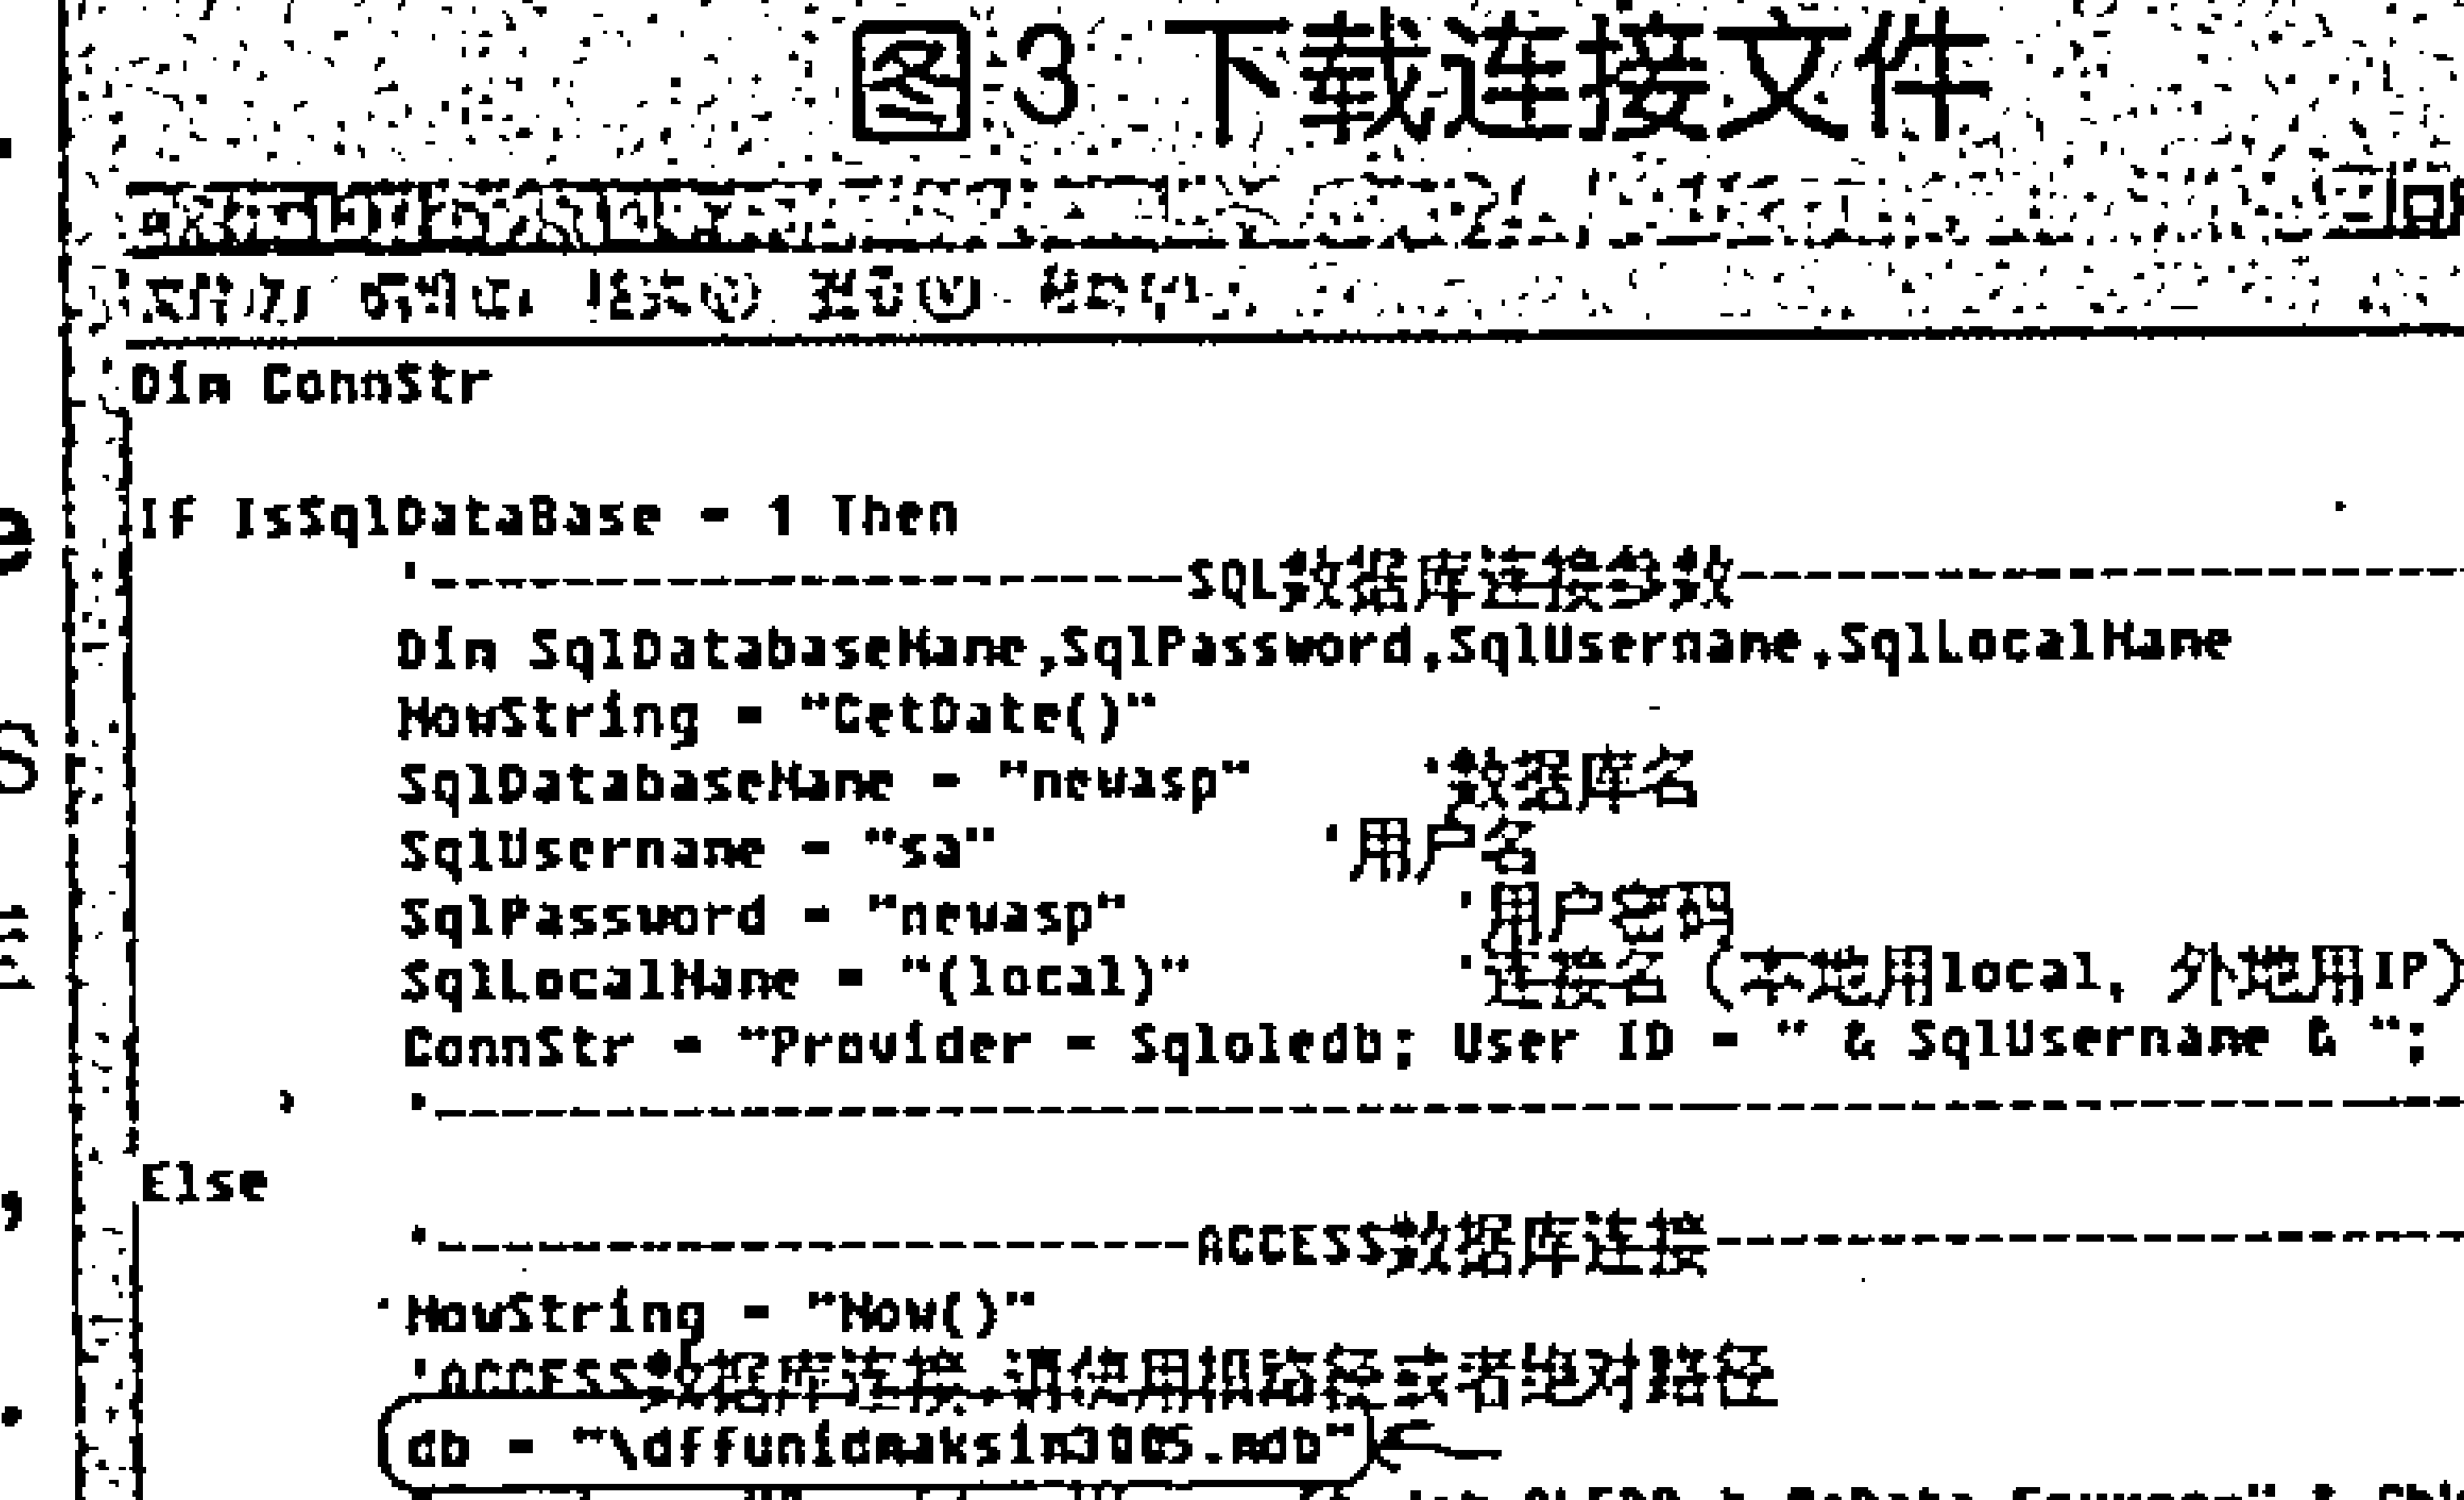 图3 下载连接文件
Dim ConnStr
If IsSqlDataBase = 1 Then
'-----------------------SQL数据库连接参数----------------------
Dim SqlDatabaseName,SqlPassword,SqlUsername,SqlLocalName
NowString = "GetDate()"
SqlDatabaseName = "newasp" '数据库名
SqlUsername = "sa" '用户名
SqlPassword = "newasp" '用户密码
SqlLocalName = "(local)" '连接名 (本地用local, 外地用IP)
ConnStr = "Provider = Sqloledb; User ID = " & SqlUsername & ";
Else
'-----------------------ACCESS数据库连接-----------------------
NowString = "Now()"
'ACCESS数据库连接 请使用 路径或者绝对路径
db =